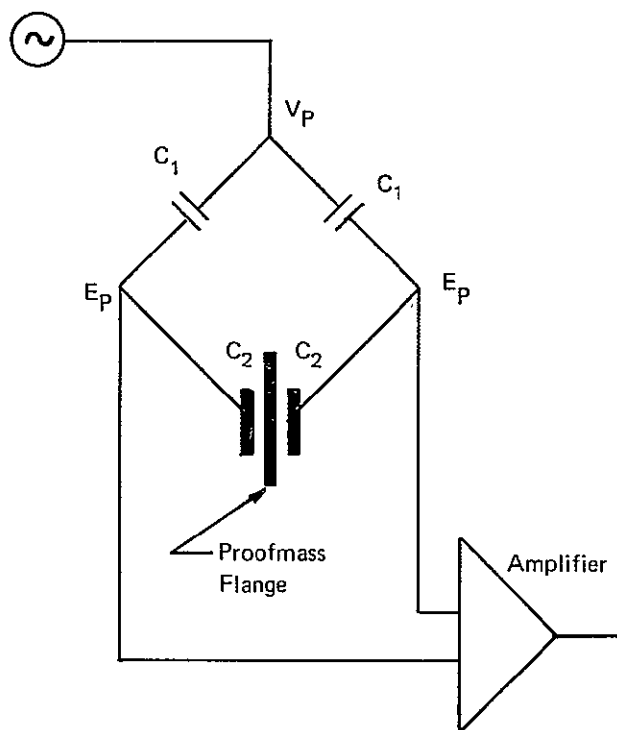 V_P
C_1
C_1
E_P
E_P
C_2 C_2
Proofmass
Flange
Amplifier